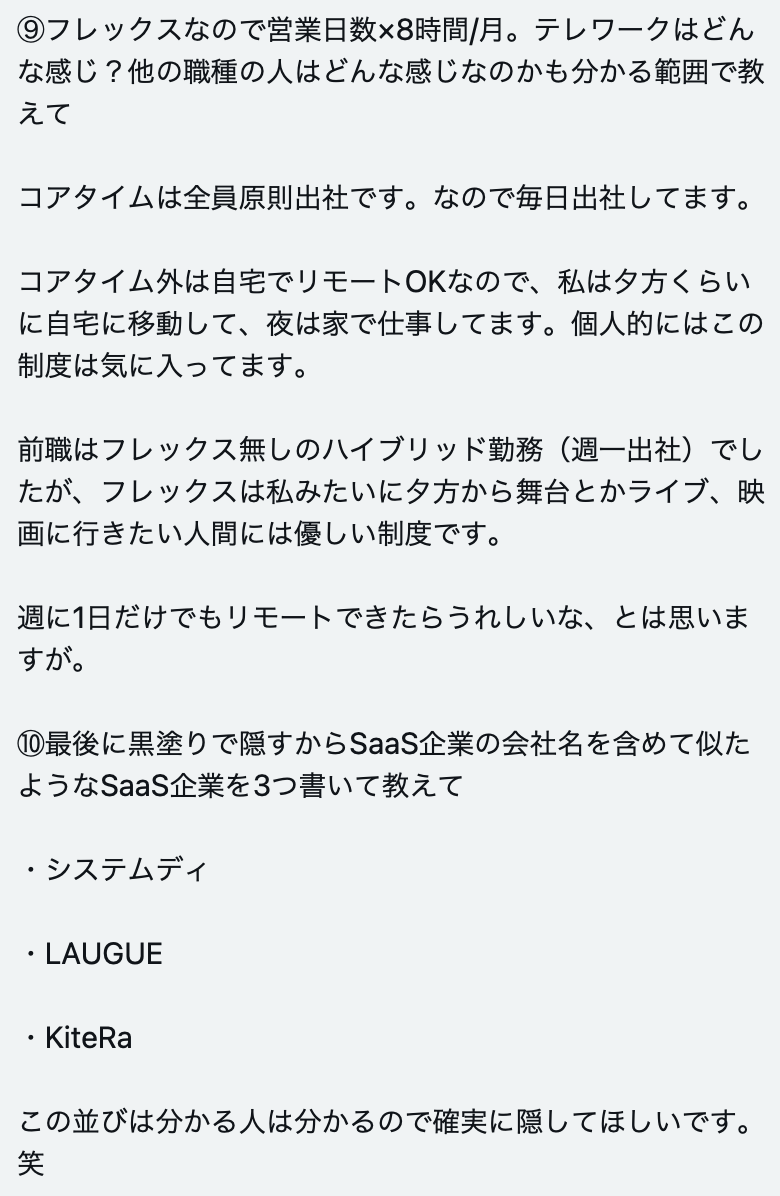 ⑨フレックスなので営業日数×8時間/月。テレワークはどん
な感じ？他の職種の人はどんな感じなのかも分かる範囲で教
えて
コアタイムは全員原則出社です。なので毎日出社してます。
コアタイム外は自宅でリモートOKなので、私は夕方くらい
に自宅に移動して、夜は家で仕事してます。個人的にはこの
制度は気に入ってます。
前職はフレックス無しのハイブリッド勤務（週一出社）でし
たが、フレックスは私みたいに夕方から舞台とかライブ、映
画に行きたい人間には優しい制度です。
週に1日だけでもリモートできたらうれしいな、とは思いま
すが。
⑩最後に黒塗りで隠すからSaaS企業の会社名を含めて似た
ようなSaaS企業を3つ書いて教えて
・システムディ
・LAUGUE
・KiteRa
この並びは分かる人は分かるので確実に隠してほしいです。
笑